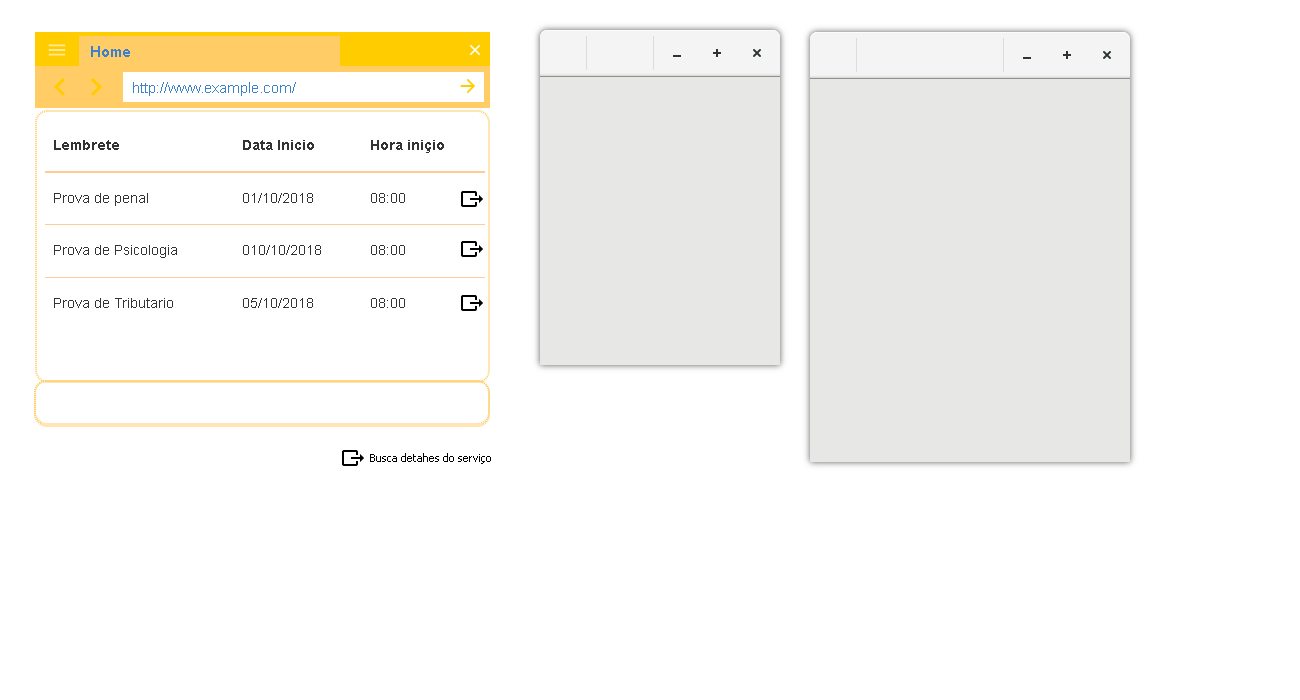 Home
http://www.example.com/
Lembrete Data Inicio Hora iniçio
Prova de penal 01/10/2018 08:00
Prova de Psicologia 010/10/2018 08:00
Prova de Tributario 05/10/2018 08:00
Busca detahes do serviço